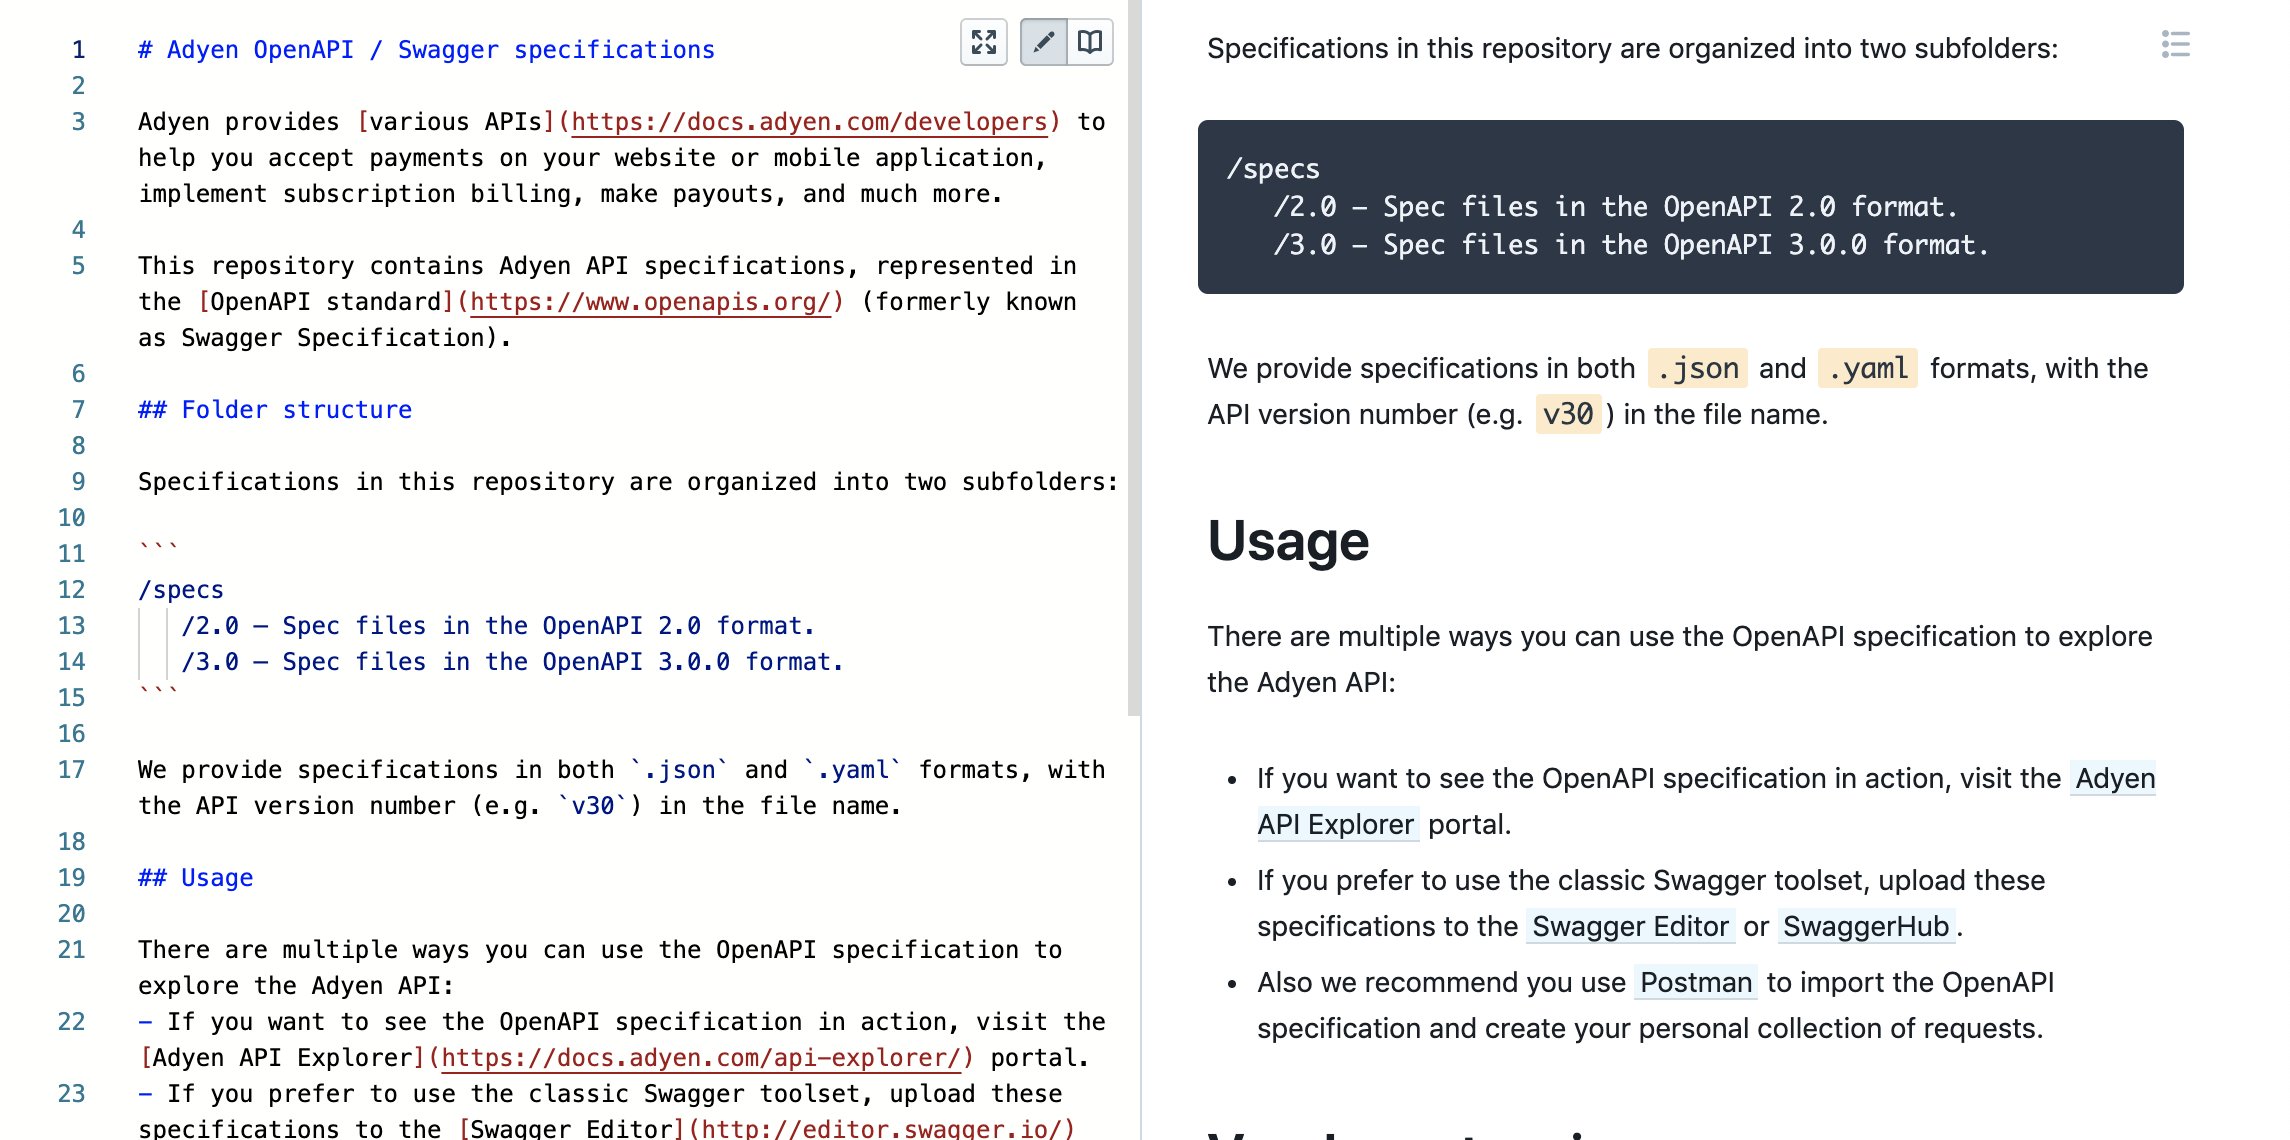 1 # Adyen OpenAPI / Swagger specifications
2
3 Adyen provides [various APIs](https://docs.adyen.com/developers) to
help you accept payments on your website or mobile application,
implement subscription billing, make payouts, and much more.
4
5 This repository contains Adyen API specifications, represented in
the [OpenAPI standard](https://www.openapis.org/) (formerly known
as Swagger Specification).
6
7 ## Folder structure
8
9 Specifications in this repository are organized into two subfolders:
10
11 ```
12 /specs
13    /2.0 – Spec files in the OpenAPI 2.0 format.
14    /3.0 – Spec files in the OpenAPI 3.0.0 format.
15 ```
16
17 We provide specifications in both `.json` and `.yaml` formats, with
the API version number (e.g. `v30`) in the file name.
18
19 ## Usage
20
21 There are multiple ways you can use the OpenAPI specification to
explore the Adyen API:
22 - If you want to see the OpenAPI specification in action, visit the
[Adyen API Explorer](https://docs.adyen.com/api-explorer/) portal.
23 - If you prefer to use the classic Swagger toolset, upload these
specifications to the [Swagger Editor](http://editor.swagger.io/)
Specifications in this repository are organized into two subfolders:
/specs
   /2.0 – Spec files in the OpenAPI 2.0 format.
   /3.0 – Spec files in the OpenAPI 3.0.0 format.
We provide specifications in both .json and .yaml formats, with the
API version number (e.g. v30) in the file name.
Usage
There are multiple ways you can use the OpenAPI specification to explore
the Adyen API:
• If you want to see the OpenAPI specification in action, visit the Adyen
API Explorer portal.
• If you prefer to use the classic Swagger toolset, upload these
specifications to the Swagger Editor or SwaggerHub.
• Also we recommend you use Postman to import the OpenAPI
specification and create your personal collection of requests.